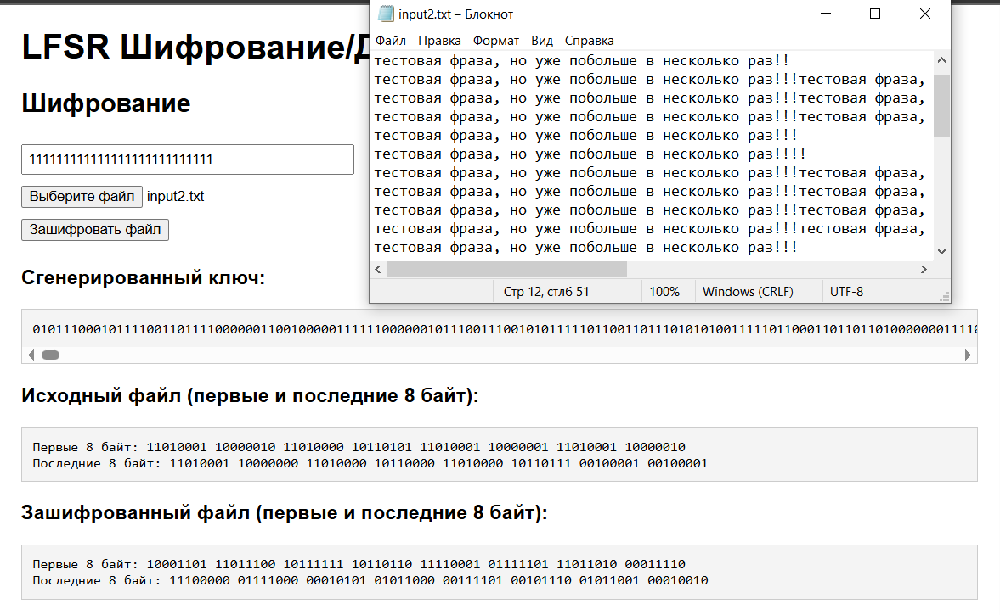 LFSR Шифрование/Д
Шифрование
111111111111111111111111111
Выберите файл input2.txt
Зашифровать файл
input2.txt – Блокнот
Файл Правка Формат Вид Справка
тестовая фраза, но уже побольше в несколько раз!!
тестовая фраза, но уже побольше в несколько раз!!!тестовая фраза,
тестовая фраза, но уже побольше в несколько раз!!!тестовая фраза,
тестовая фраза, но уже побольше в несколько раз!!!тестовая фраза,
тестовая фраза, но уже побольше в несколько раз!!!
тестовая фраза, но уже побольше в несколько раз!!!!
тестовая фраза, но уже побольше в несколько раз!!!тестовая фраза,
тестовая фраза, но уже побольше в несколько раз!!!тестовая фраза,
тестовая фраза, но уже побольше в несколько раз!!!тестовая фраза,
тестовая фраза, но уже побольше в несколько раз!!!тестовая фраза,
тестовая фраза, но уже побольше в несколько раз!!!
Стр 12, стлб 51 100% Windows (CRLF) UTF-8
Сгенерированный ключ:
01011100010111100110111100000011001000001111110000001011100111001010111110110011011101010100111110110001101101101000000011110
Исходный файл (первые и последние 8 байт):
Первые 8 байт: 11010001 10000010 11010000 10110101 11010001 10000001 11010001 10000010
Последние 8 байт: 11010001 10000000 11010000 10110000 11010000 10110111 00100001 00100001
Зашифрованный файл (первые и последние 8 байт):
Первые 8 байт: 10001101 11011100 10111111 10110110 11110001 01111101 11011010 00011110
Последние 8 байт: 11100000 01111000 00010101 01011000 00111101 00101110 01011001 00010010